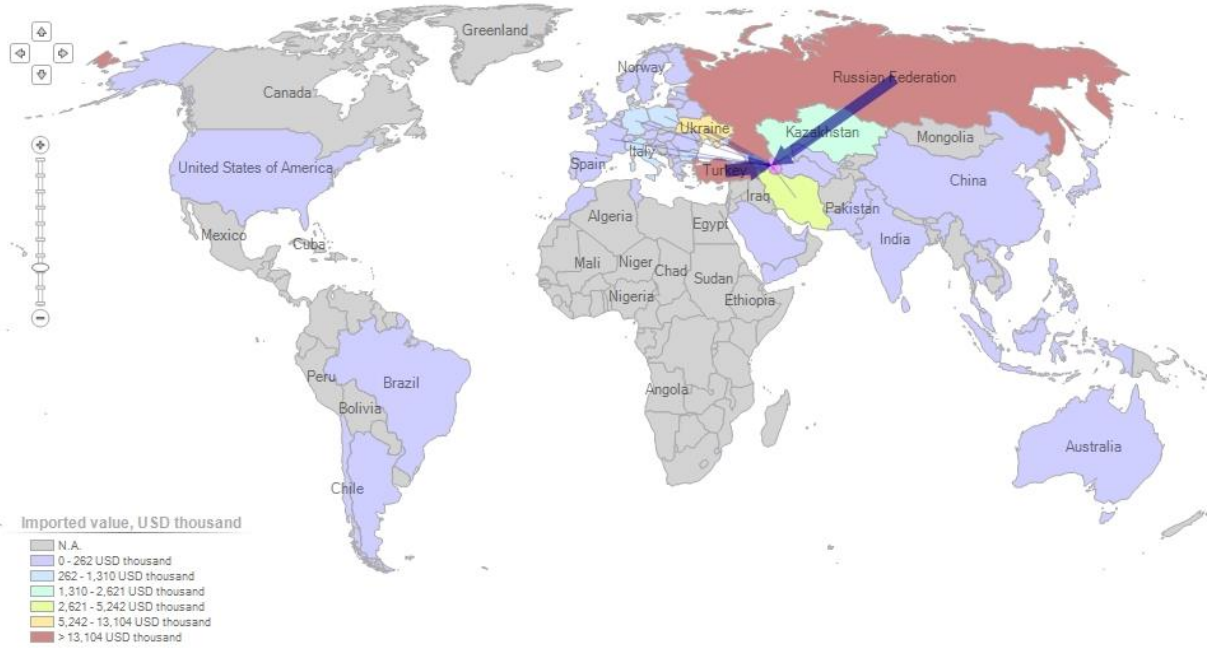 Greenland
Norway
Russian Federation
Canada
Ukraine
Kazakhstan
Mongolia
Italy
Spain
United States of America
Turkey
China
Iraq
Pakistan
Algeria
Egypt
Mexico
Cuba
India
Mali
Niger
Chad
Sudan
Nigeria
Ethiopia
Peru
Brazil
Angola
Bolivia
Australia
Chile
Imported value, USD thousand
N.A.
0 - 262 USD thousand
262 - 1,310 USD thousand
1,310 - 2,621 USD thousand
2,621 - 5,242 USD thousand
5,242 - 13,104 USD thousand
> 13,104 USD thousand